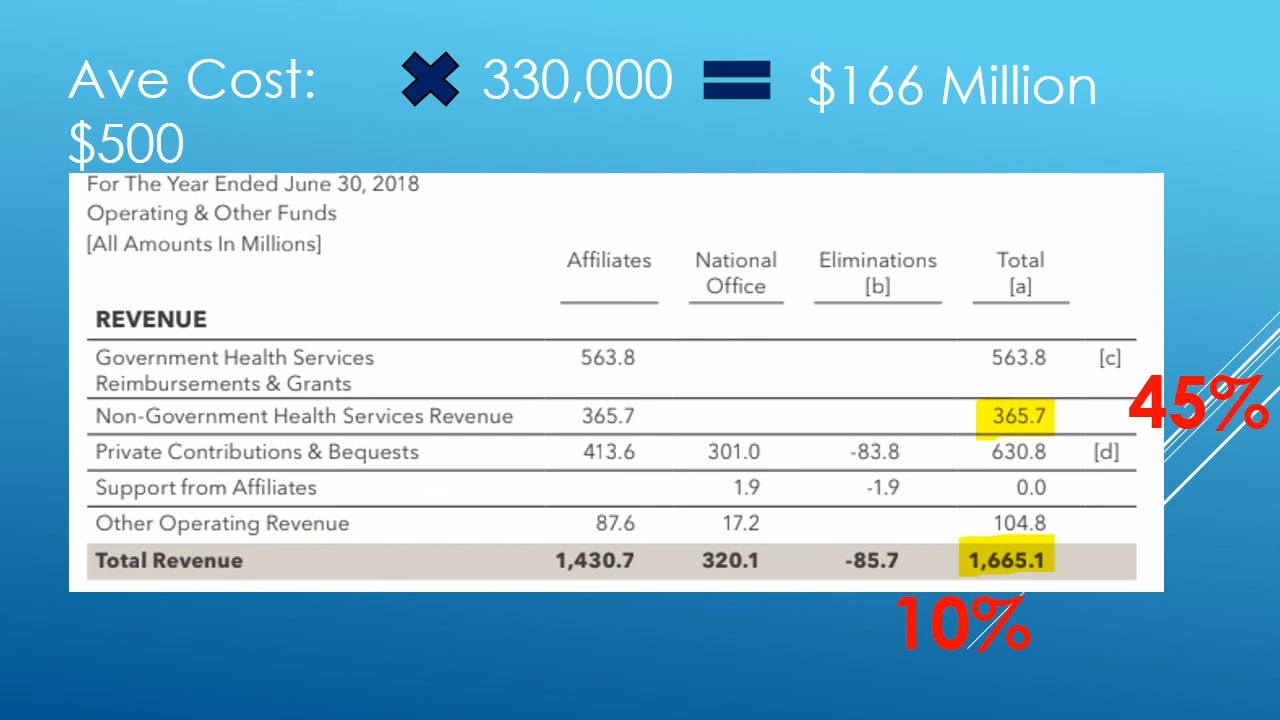 Ave Cost: 330,000 $166 Million
$500
For The Year Ended June 30, 2018
Operating & Other Funds
[All Amounts In Millions]
Affiliates National Office Eliminations [b] Total [a]
REVENUE
Government Health Services Reimbursements & Grants 563.8 563.8 [c]
Non-Government Health Services Revenue 365.7 365.7 45%
Private Contributions & Bequests 413.6 301.0 -83.8 630.8 [d]
Support from Affiliates 1.9 -1.9 0.0
Other Operating Revenue 87.6 17.2 104.8
Total Revenue 1,430.7 320.1 -85.7 1,665.1
10%